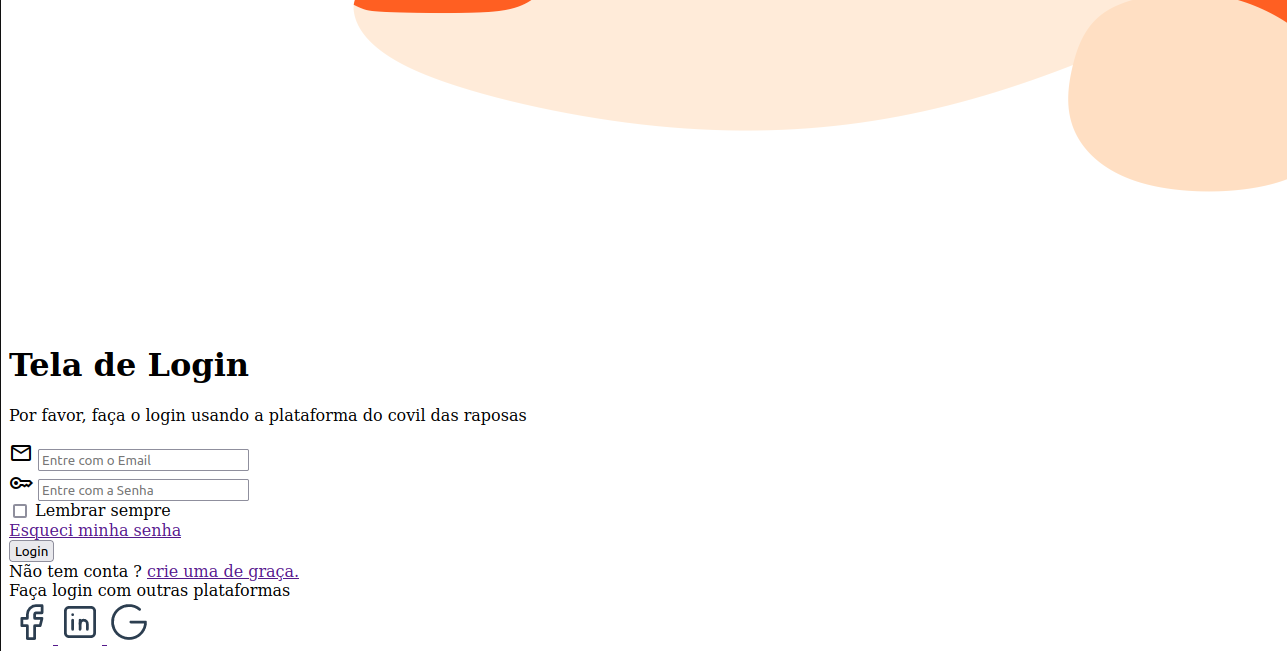 Tela de Login
Por favor, faça o login usando a plataforma do covil das raposas
Entre com o Email
Entre com a Senha
Lembrar sempre
Esqueci minha senha
Login
Não tem conta ? crie uma de graça.
Faça login com outras plataformas